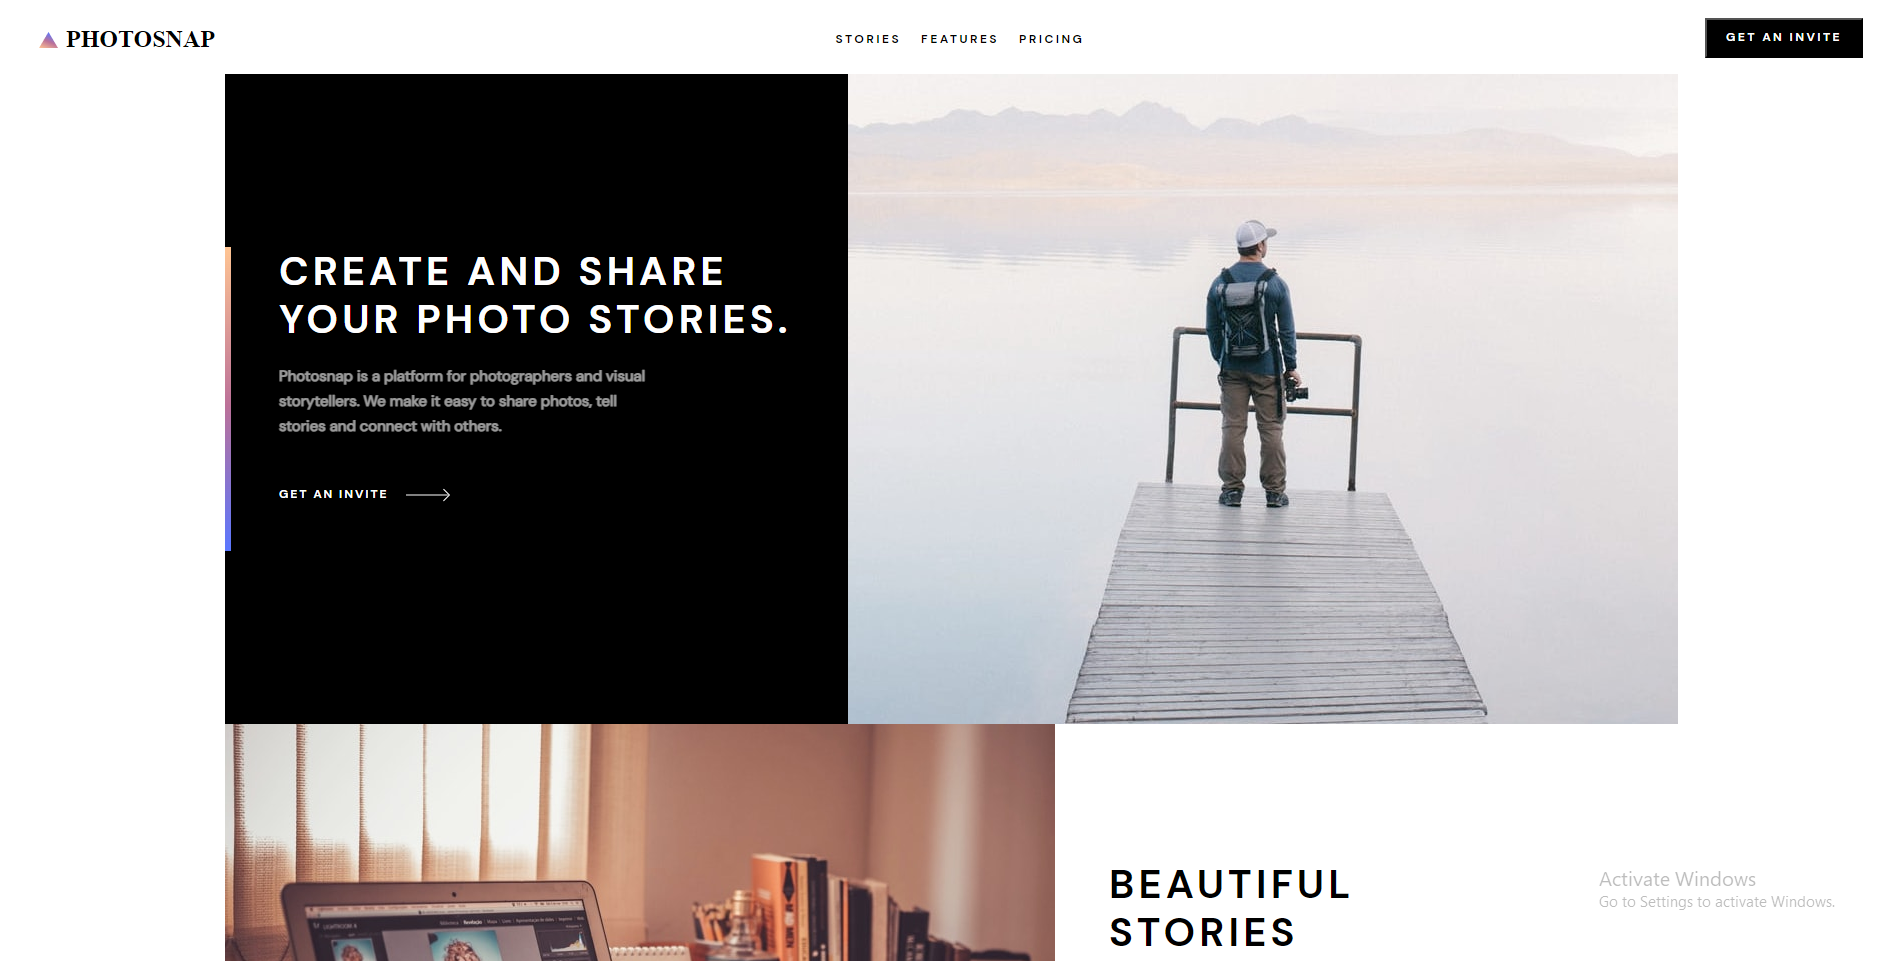 PHOTOSNAP
STORIES FEATURES PRICING
GET AN INVITE
CREATE AND SHARE
YOUR PHOTO STORIES.
Photosnap is a platform for photographers and visual
storytellers. We make it easy to share photos, tell
stories and connect with others.
GET AN INVITE
LIGHTROOM
BEAUTIFUL
STORIES
Activate Windows
Go to Settings to activate Windows.